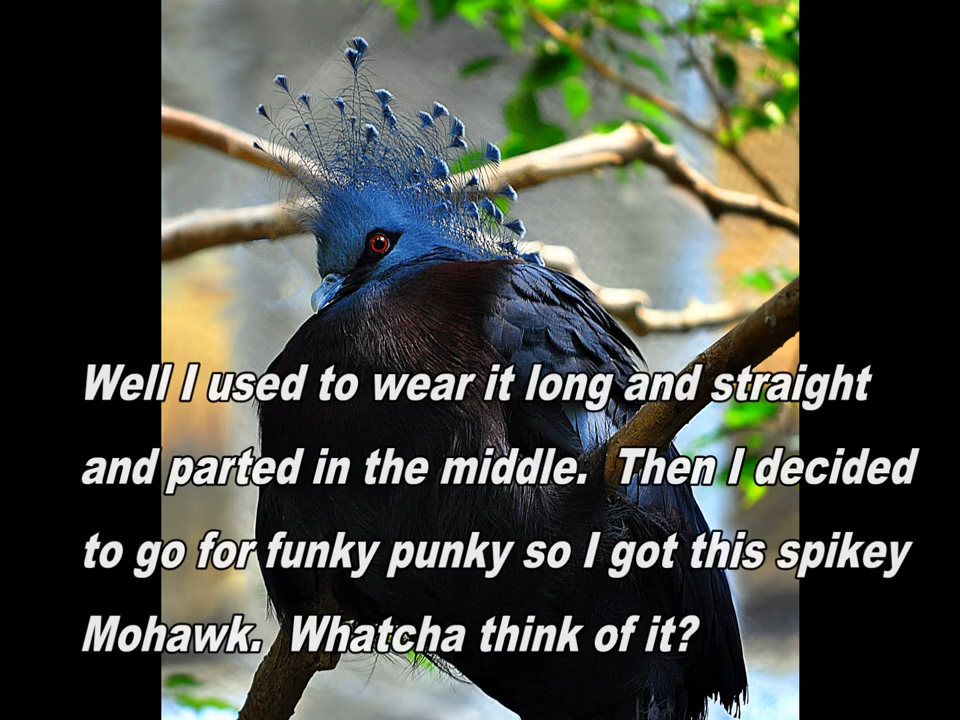 Well I used to wear it long and straight
and parted in the middle.  Then I decided
to go for funky punky so I got this spikey
Mohawk.  Whatcha think of it?